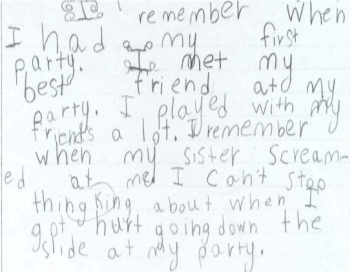 I remember when
I had my first
party. I met my
best friend at my
party. I played with my
friends a lot. I remember
when my sister scream-
ed at me I can't stop
thingking about when I
got hurt going down the
slide at my party.